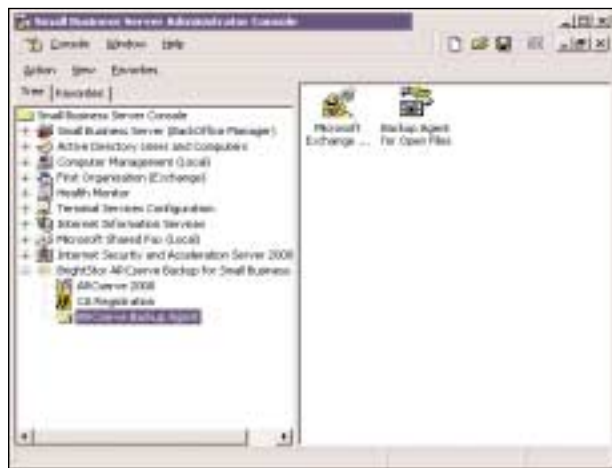 Small Business Server Administrator Console
Console Window Help
Action View Favorites
Tree Favorites
Small Business Server Console
Small Business Server (BackOffice Manager)
Active Directory Users and Computers
Computer Management (Local)
First Organization (Exchange)
Health Monitor
Terminal Services Configuration
Internet Information Services
Microsoft Shared Fax (Local)
Internet Security and Acceleration Server 2000
BrightStor ARCserve Backup for Small Business
ARCserve 2000
CA Registration
ARCserve Backup Agent
Microsoft Exchange ...
Backup Agent for Open Files